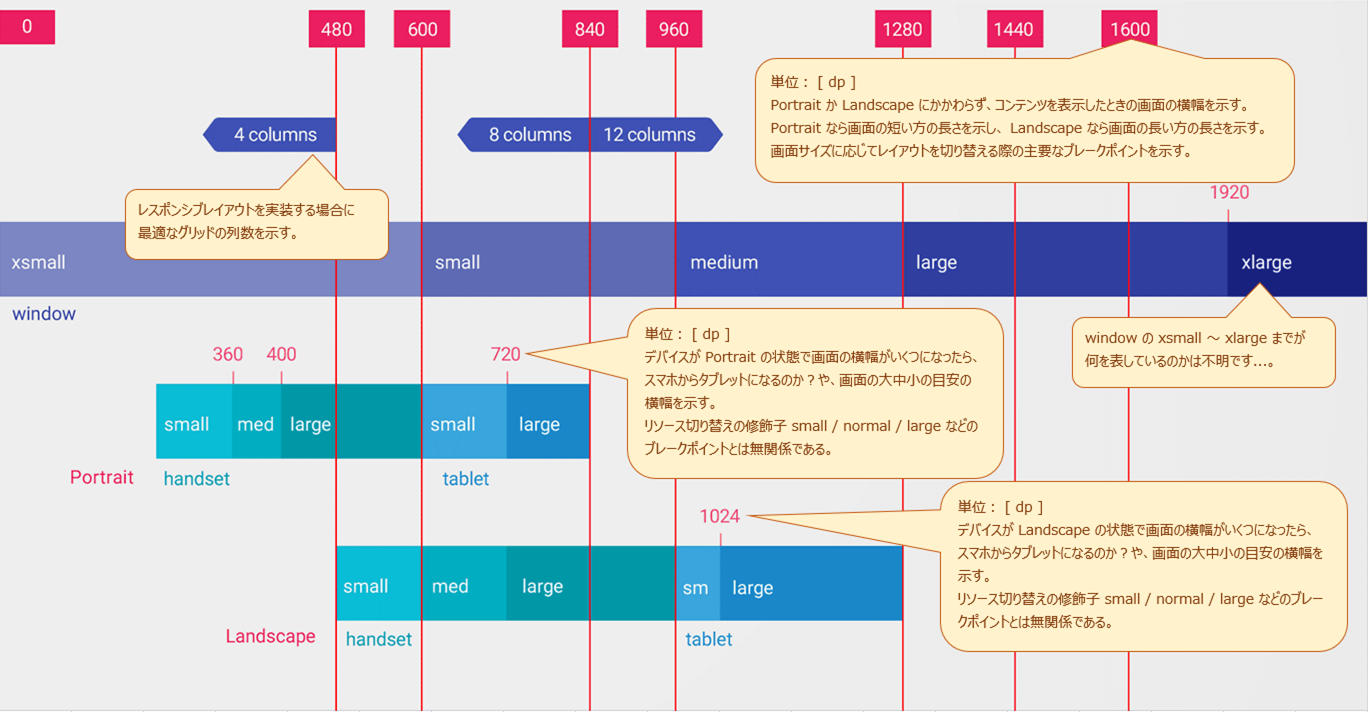 0
480
600
840
960
1280
1440
1600
単位： [ dp ]
Portrait か Landscape にかかわらず、コンテンツを表示したときの画面の横幅を示す。
Portrait なら画面の短い方の長さを示し、 Landscape なら画面の長い方の長さを示す。
画面サイズに応じてレイアウトを切り替える際の主要なブレークポイントを示す。
4 columns
8 columns
12 columns
レスポンシブレイアウトを実装する場合に
最適なグリッドの列数を示す。
1920
xsmall
small
medium
large
xlarge
window
window の xsmall ～ xlarge までが
何を表しているのかは不明です...。
360
400
720
単位： [ dp ]
デバイスが Portrait の状態で画面の横幅がいくつになったら、
スマホからタブレットになるのか？や、画面の大中小の目安の
横幅を示す。
リソース切り替えの修飾子 small / normal / large などの
ブレークポイントとは無関係である。
small
med
large
small
large
Portrait
handset
tablet
1024
単位： [ dp ]
デバイスが Landscape の状態で画面の横幅がいくつになったら、
スマホからタブレットになるのか？や、画面の大中小の目安の横幅を
示す。
リソース切り替えの修飾子 small / normal / large などのブレー
クポイントとは無関係である。
small
med
large
sm
large
Landscape
handset
tablet